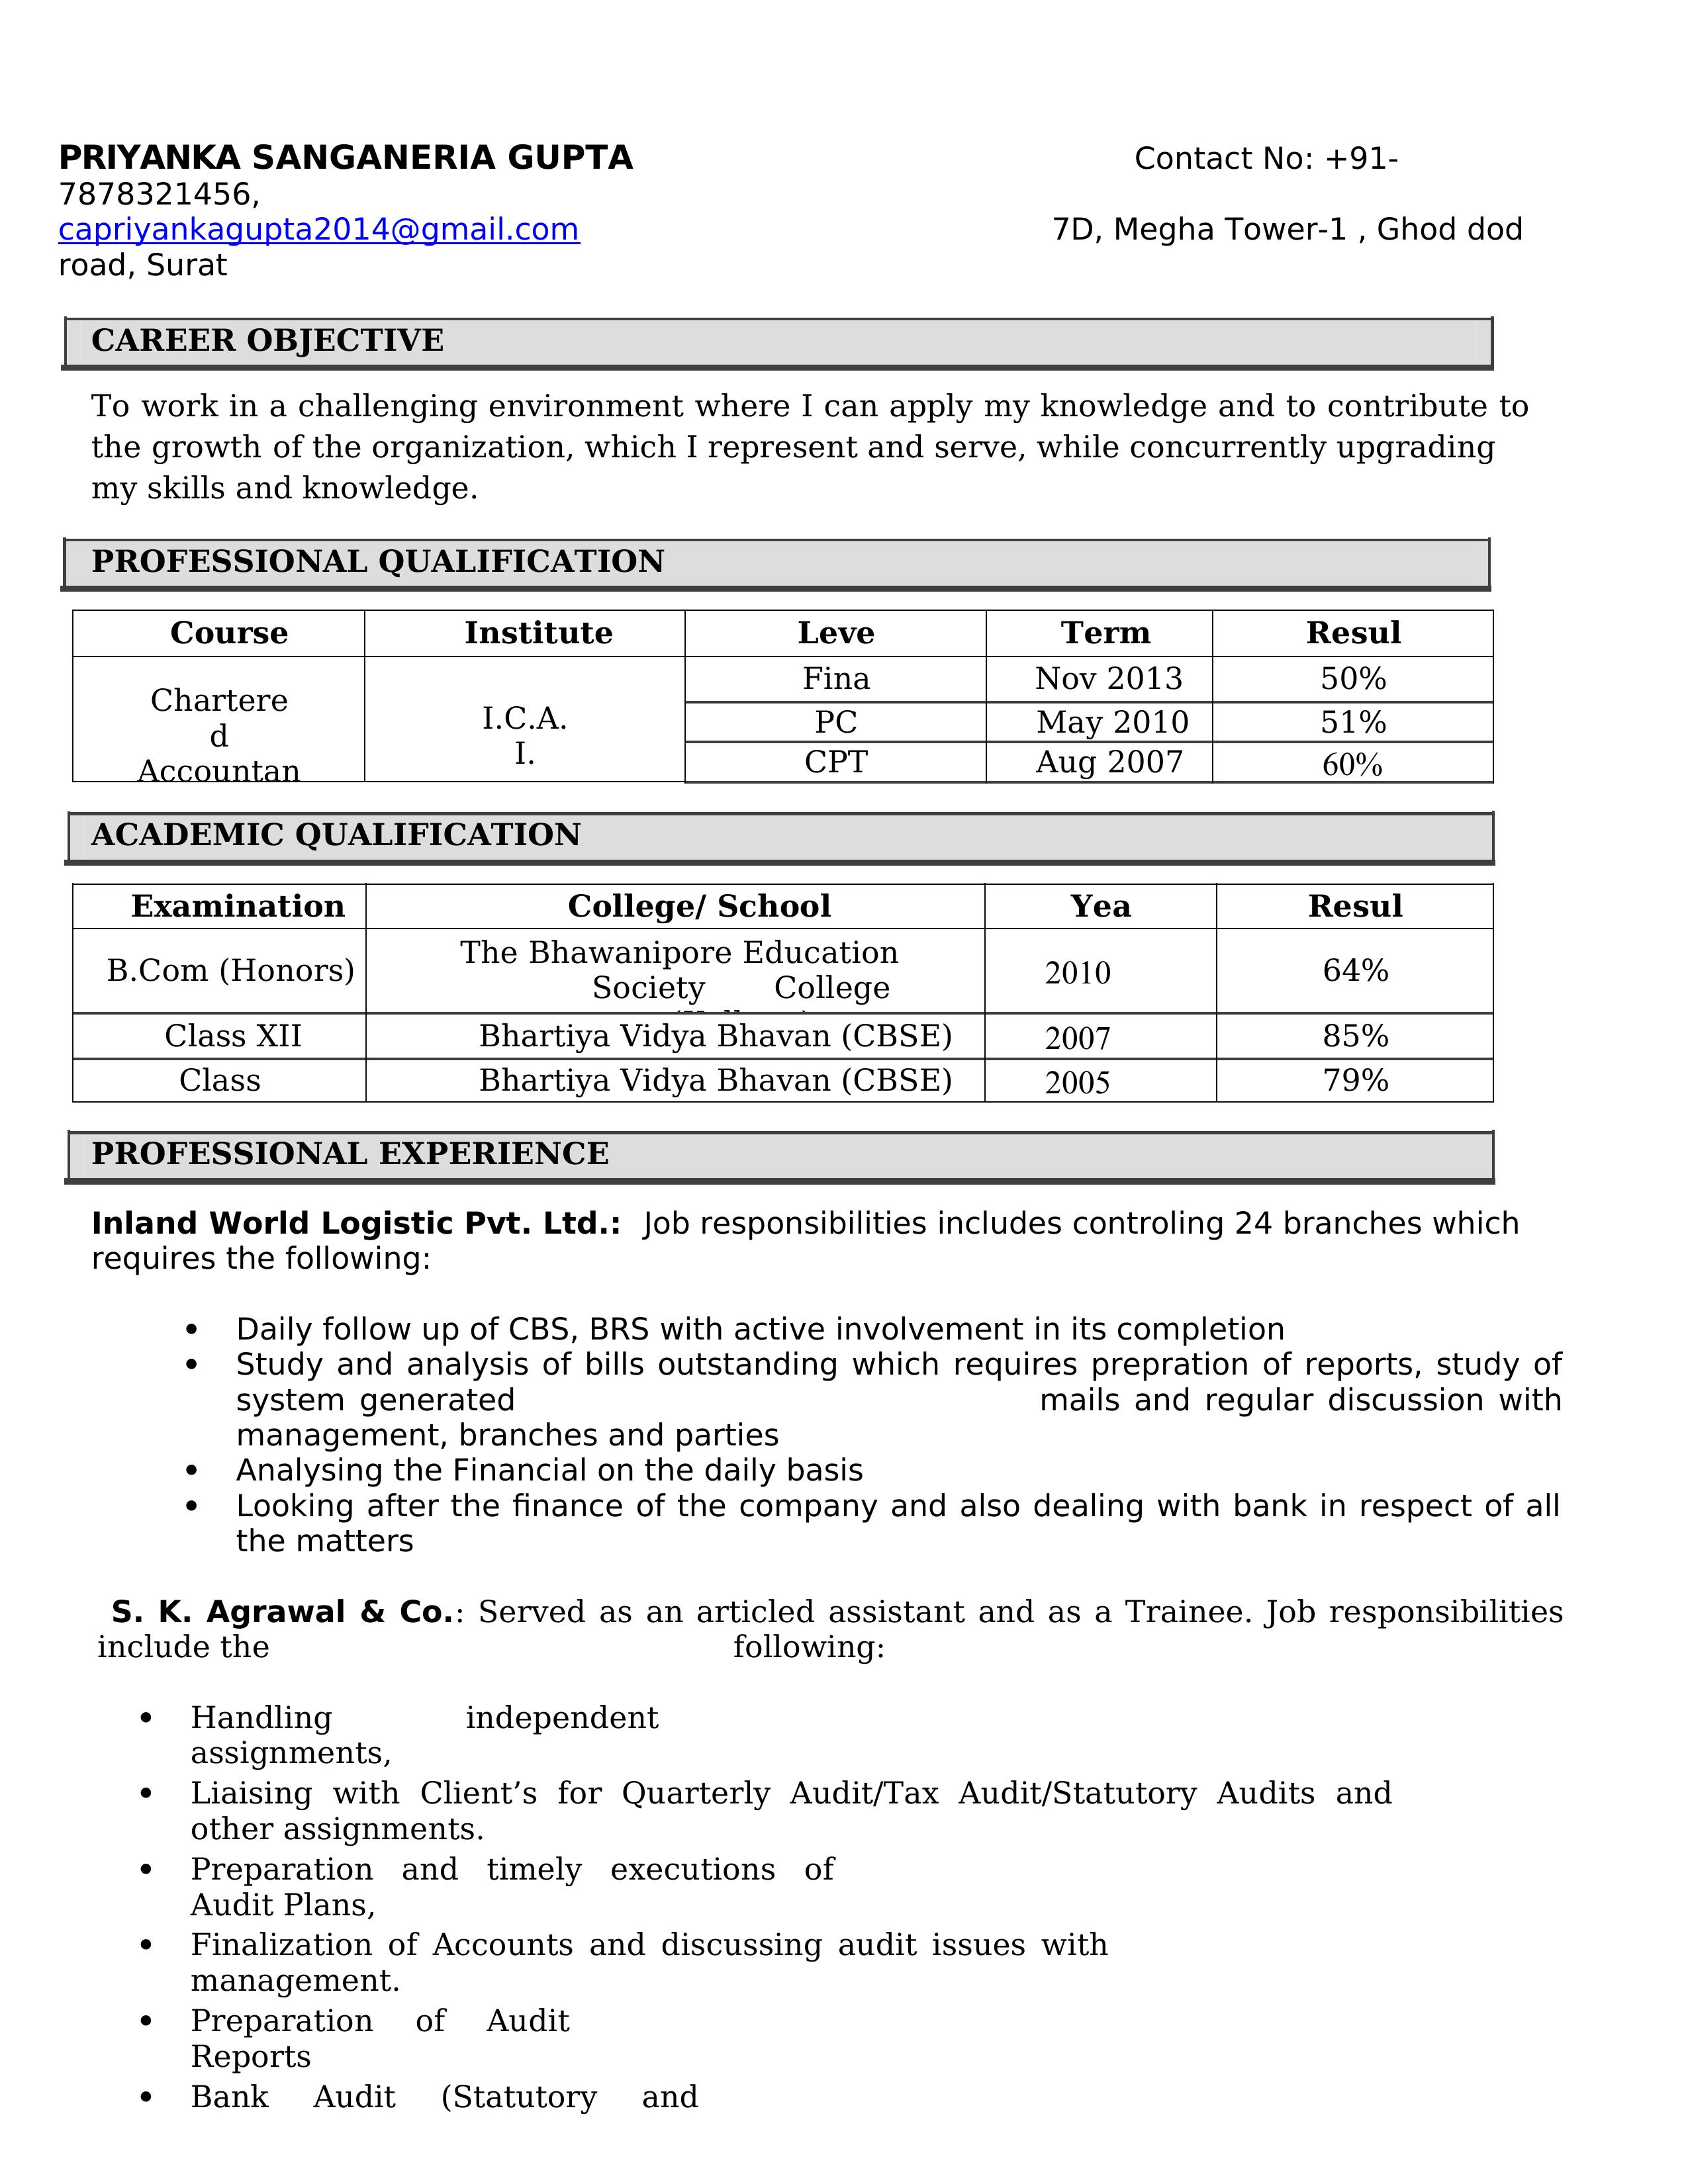 PRIYANKA SANGANERIA GUPTA Contact No: +91-
7878321456,
capriyankagupta2014@gmail.com 7D, Megha Tower-1 , Ghod dod
road, Surat
CAREER OBJECTIVE
To work in a challenging environment where I can apply my knowledge and to contribute to
the growth of the organization, which I represent and serve, while concurrently upgrading
my skills and knowledge.
PROFESSIONAL QUALIFICATION
Course Institute Leve Term Resul
Chartere
d
Accountan
I.C.A.
I.
Fina Nov 2013 50%
PC May 2010 51%
CPT Aug 2007 60%
ACADEMIC QUALIFICATION
Examination College/ School Yea Resul
B.Com (Honors) The Bhawanipore Education
Society College
2010 64%
Class XII Bhartiya Vidya Bhavan (CBSE) 2007 85%
Class Bhartiya Vidya Bhavan (CBSE) 2005 79%
PROFESSIONAL EXPERIENCE
Inland World Logistic Pvt. Ltd.: Job responsibilities includes controling 24 branches which
requires the following:
• Daily follow up of CBS, BRS with active involvement in its completion
• Study and analysis of bills outstanding which requires prepration of reports, study of
system generated mails and regular discussion with
management, branches and parties
• Analysing the Financial on the daily basis
• Looking after the finance of the company and also dealing with bank in respect of all
the matters
S. K. Agrawal & Co.: Served as an articled assistant and as a Trainee. Job responsibilities
include the following:
• Handling independent
assignments,
• Liaising with Client’s for Quarterly Audit/Tax Audit/Statutory Audits and
other assignments.
• Preparation and timely executions of
Audit Plans,
• Finalization of Accounts and discussing audit issues with
management.
• Preparation of Audit
Reports
• Bank Audit (Statutory and